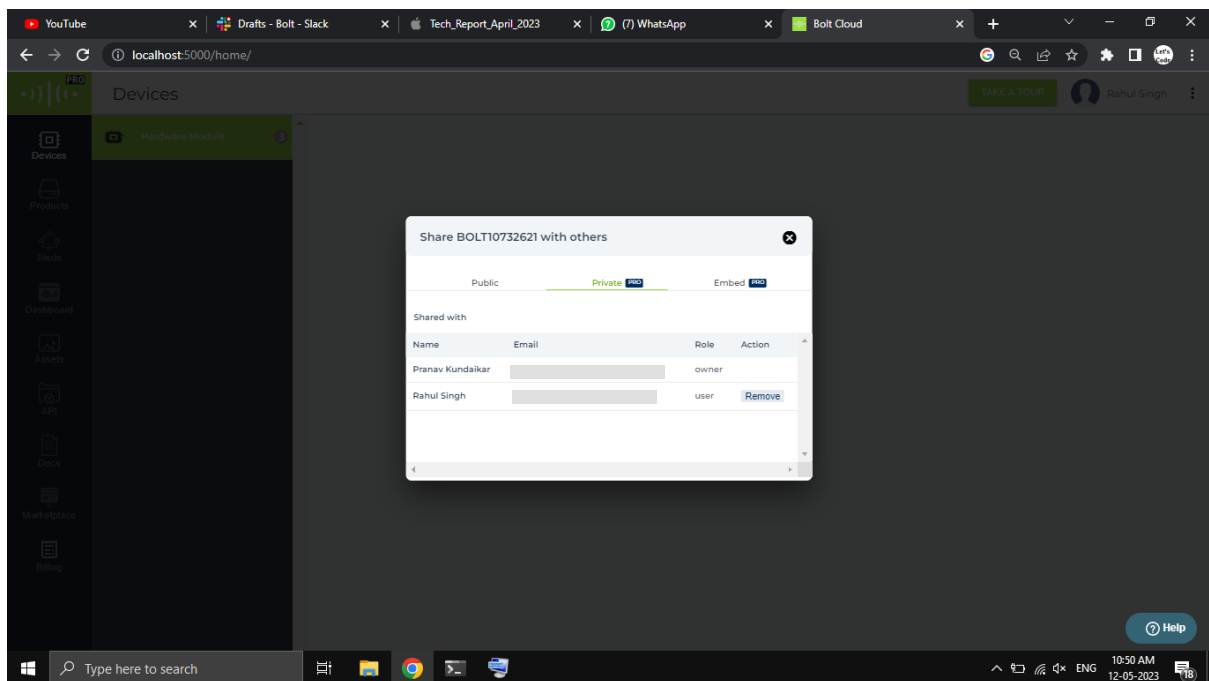 YouTube
Drafts - Bolt - Slack
Tech_Report_April_2023
(7) WhatsApp
Bolt Cloud
localhost:5000/home/
Let's Code
PRO
Devices
TAKE A TOUR
Rahul Singh
Devices
Hardware-Module
3
Products
Alerts
Dashboard
Assets
API
Docs
Marketplace
Billing
Share BOLT10732621 with others
Public
Private PRO
Embed PRO
Shared with
Name Email Role Action
Pranav Kundaikar owner
Rahul Singh user Remove
Help
Type here to search
ENG
10:50 AM
12-05-2023
18